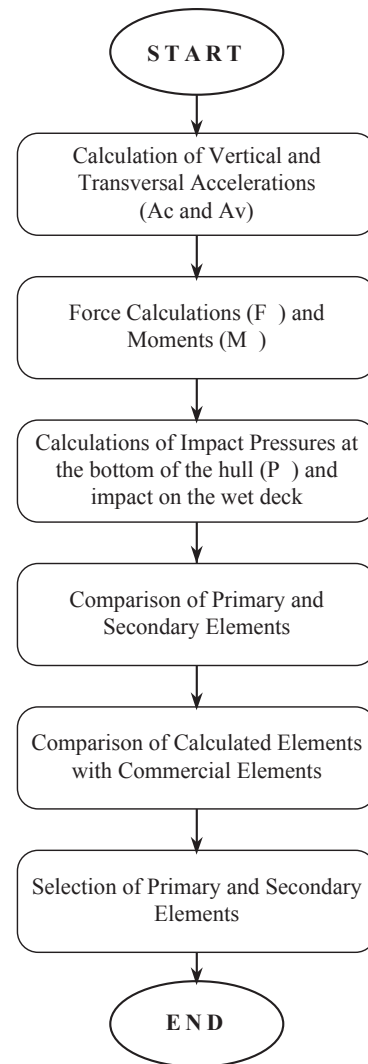 START
Calculation of Vertical and
Transversal Accelerations
(Ac and Av)
Force Calculations (F ) and
Moments (M )
Calculations of Impact Pressures at
the bottom of the hull (P ) and
impact on the wet deck
Comparison of Primary and
Secondary Elements
Comparison of Calculated Elements
with Commercial Elements
Selection of Primary and Secondary
Elements
END